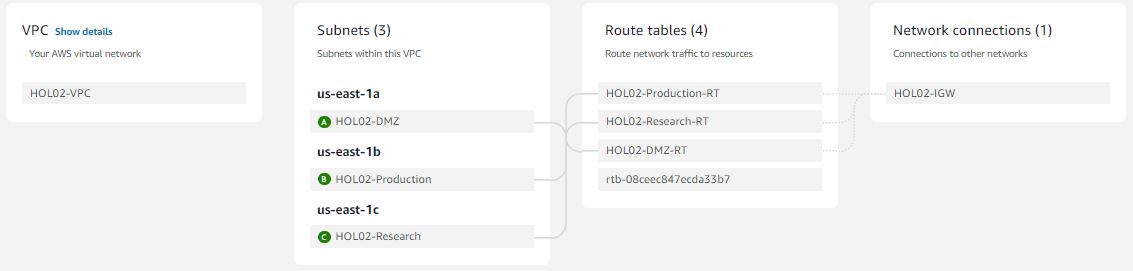 VPC Show details
Your AWS virtual network
HOL02-VPC
Subnets (3)
Subnets within this VPC
us-east-1a
A HOL02-DMZ
us-east-1b
B HOL02-Production
us-east-1c
C HOL02-Research
Route tables (4)
Route network traffic to resources
HOL02-Production-RT
HOL02-Research-RT
HOL02-DMZ-RT
rtb-08ceec847ecda33b7
Network connections (1)
Connections to other networks
HOL02-IGW